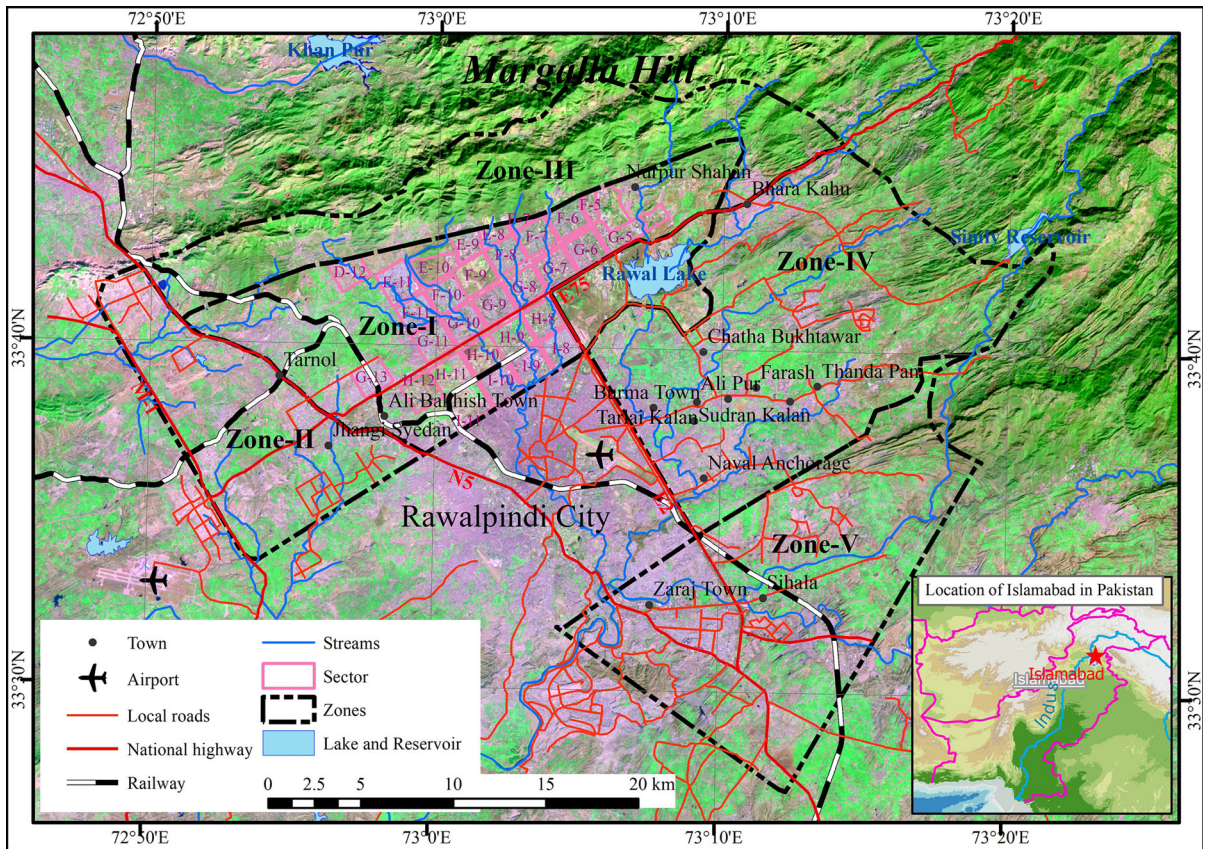 72°50'E 73°0'E 73°10'E 73°20'E
Khan Pur
Margalla Hill
Zone-III
Nurpur Shahan
Bhara Kahu
F-5
F-6
E-7
E-8
F-7
G-5
E-9
F-8
G-6
Simly Reservoir
D-12
E-10
F-9
G-7
Rawal Lake
Zone-IV
E-11
F-10
G-8
E75
F-11
G-9
Zone-I
G-10
H-8
33°40'N
G-11
H-9
Chatha Bukhtawar
33°40'N
Tarnol
H-10
I-8
I-9
G-13
H-12
H-11
I-10
Burma Town
Ali Pur
Farash
Thanda Pani
Ali Bakhish Town
Tarlai Kalan
Sudran Kalan
Zone-II
Jhangi Syedan
Naval Anchorage
N5
Rawalpindi City
Zone-V
Zaraj Town
Sihala
33°30'N
33°30'N
Town
Airport
Local roads
National highway
Railway
Streams
Sector
Zones
Lake and Reservoir
0 2.5 5 10 15 20 km
Location of Islamabad in Pakistan
Islamabad
Islamabad
Indus
72°50'E 73°0'E 73°10'E 73°20'E